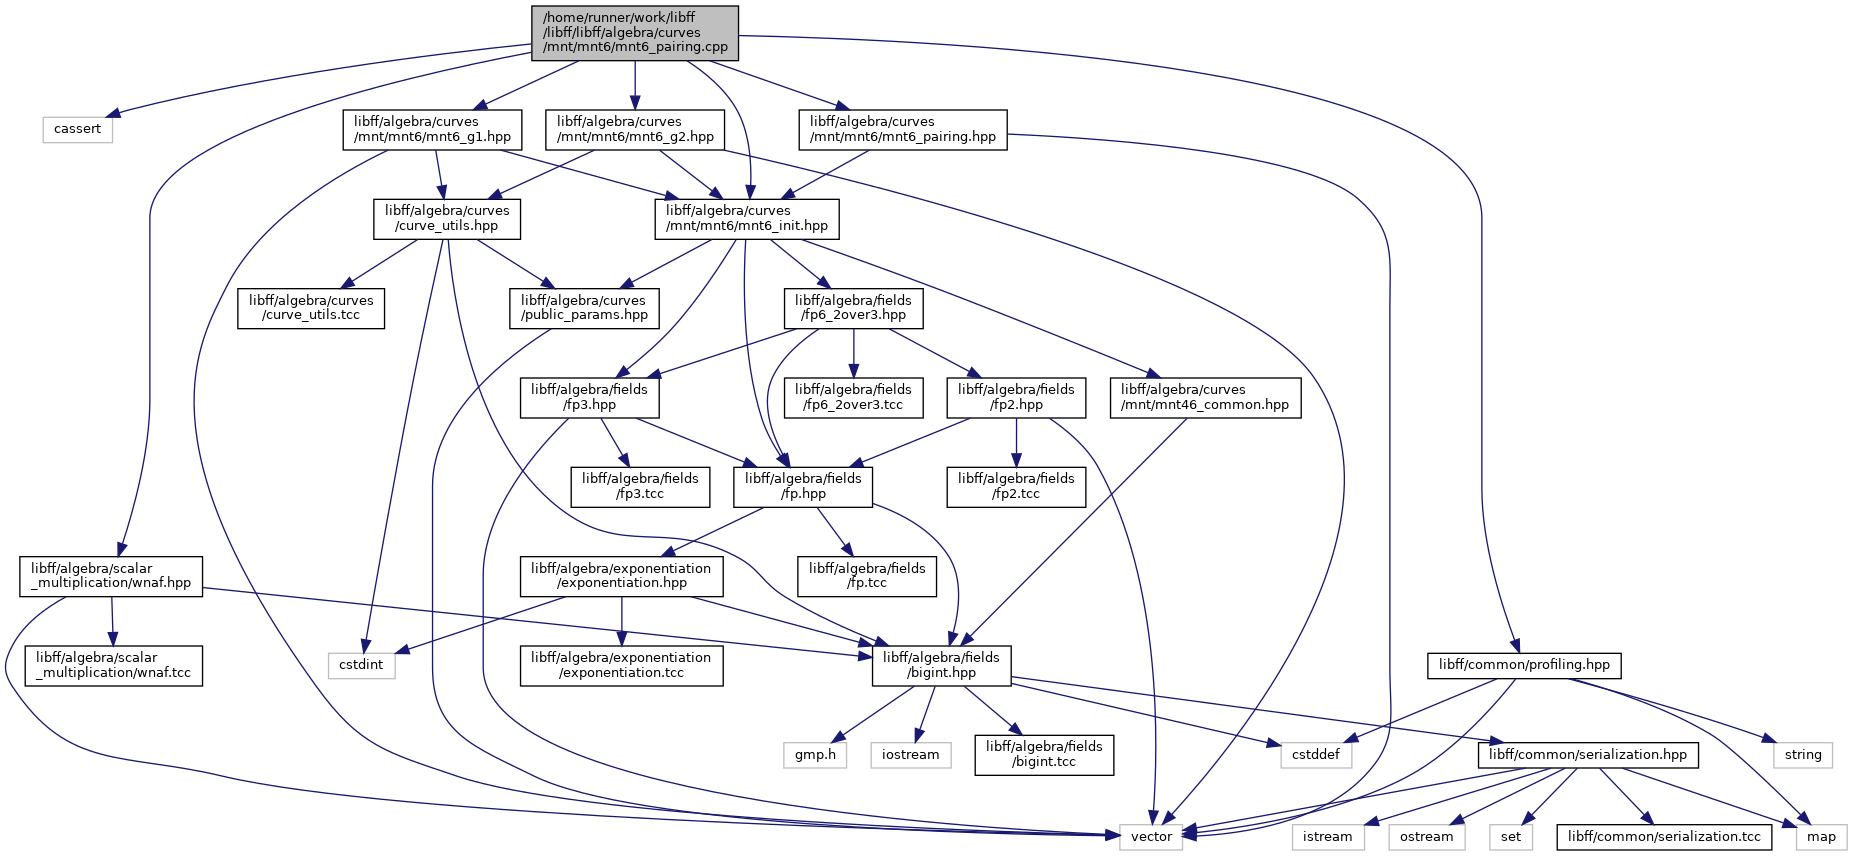 /home/runner/work/libff
/libff/libff/algebra/curves
/mnt/mnt6/mnt6_pairing.cpp
cassert
libff/algebra/curves
/mnt/mnt6/mnt6_g1.hpp
libff/algebra/curves
/mnt/mnt6/mnt6_g2.hpp
libff/algebra/curves
/mnt/mnt6/mnt6_pairing.hpp
libff/algebra/curves
/curve_utils.hpp
libff/algebra/curves
/mnt/mnt6/mnt6_init.hpp
libff/algebra/curves
/curve_utils.tcc
libff/algebra/curves
/public_params.hpp
libff/algebra/fields
/fp6_2over3.hpp
libff/algebra/fields
/fp3.hpp
libff/algebra/fields
/fp6_2over3.tcc
libff/algebra/fields
/fp2.hpp
libff/algebra/curves
/mnt/mnt46_common.hpp
libff/algebra/fields
/fp3.tcc
libff/algebra/fields
/fp.hpp
libff/algebra/fields
/fp2.tcc
libff/algebra/scalar
_multiplication/wnaf.hpp
libff/algebra/exponentiation
/exponentiation.hpp
libff/algebra/fields
/fp.tcc
libff/algebra/scalar
_multiplication/wnaf.tcc
cstdint
libff/algebra/exponentiation
/exponentiation.tcc
libff/algebra/fields
/bigint.hpp
libff/common/profiling.hpp
gmp.h
iostream
libff/algebra/fields
/bigint.tcc
cstddef
libff/common/serialization.hpp
string
vector
istream
ostream
set
libff/common/serialization.tcc
map